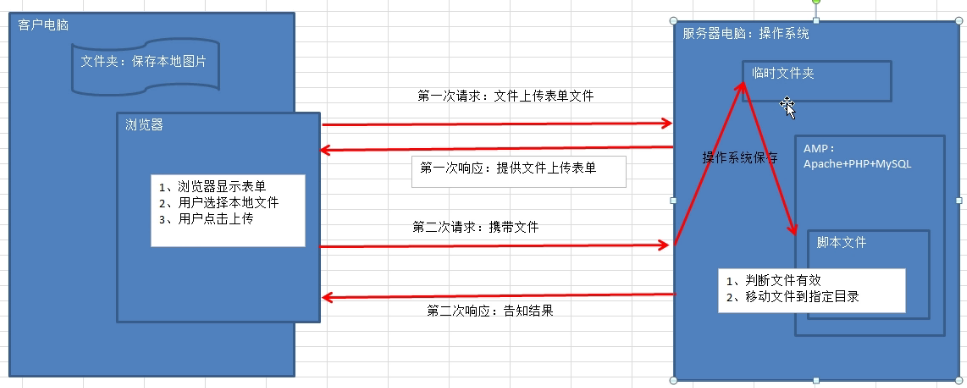 客户电脑
文件夹：保存本地图片
浏览器
1、浏览器显示表单
2、用户选择本地文件
3、用户点击上传
第一次请求：文件上传表单文件
第一次响应：提供文件上传表单
第二次请求：携带文件
第二次响应：告知结果
服务器电脑：操作系统
临时文件夹
操作系统保存
AMP：
Apache+PHP+MySQL
脚本文件
1、判断文件有效
2、移动文件到指定目录